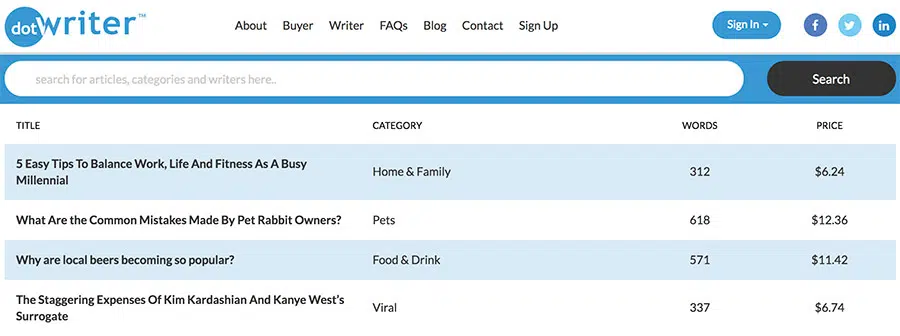 dotwriter™
About Buyer Writer FAQs Blog Contact Sign Up Sign In f in
search for articles, categories and writers here.. Search
TITLE CATEGORY WORDS PRICE
5 Easy Tips To Balance Work, Life And Fitness As A Busy
Millennial
Home & Family 312 $6.24
What Are the Common Mistakes Made By Pet Rabbit Owners? Pets 618 $12.36
Why are local beers becoming so popular? Food & Drink 571 $11.42
The Staggering Expenses Of Kim Kardashian And Kanye West's
Surrogate
Viral 337 $6.74